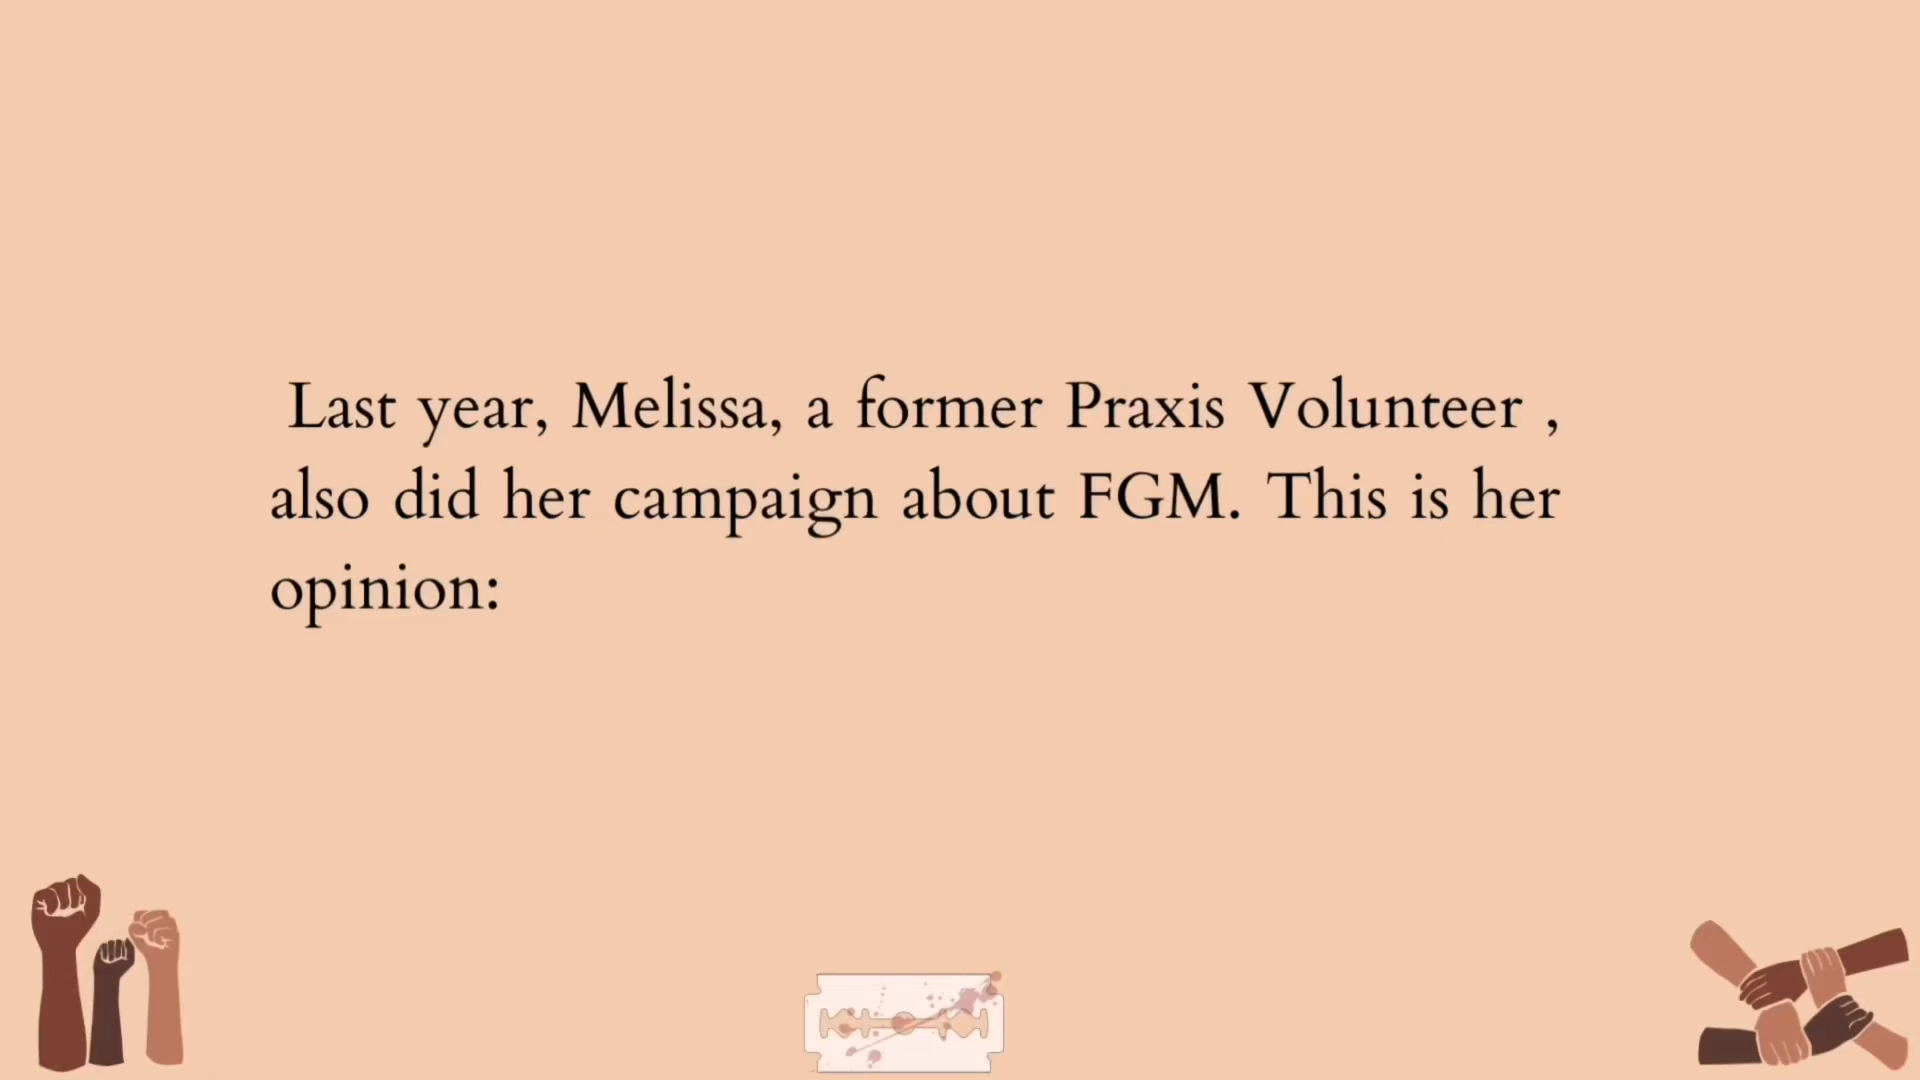 Last year, Melissa, a former Praxis Volunteer ,
also did her campaign about FGM. This is her
opinion: